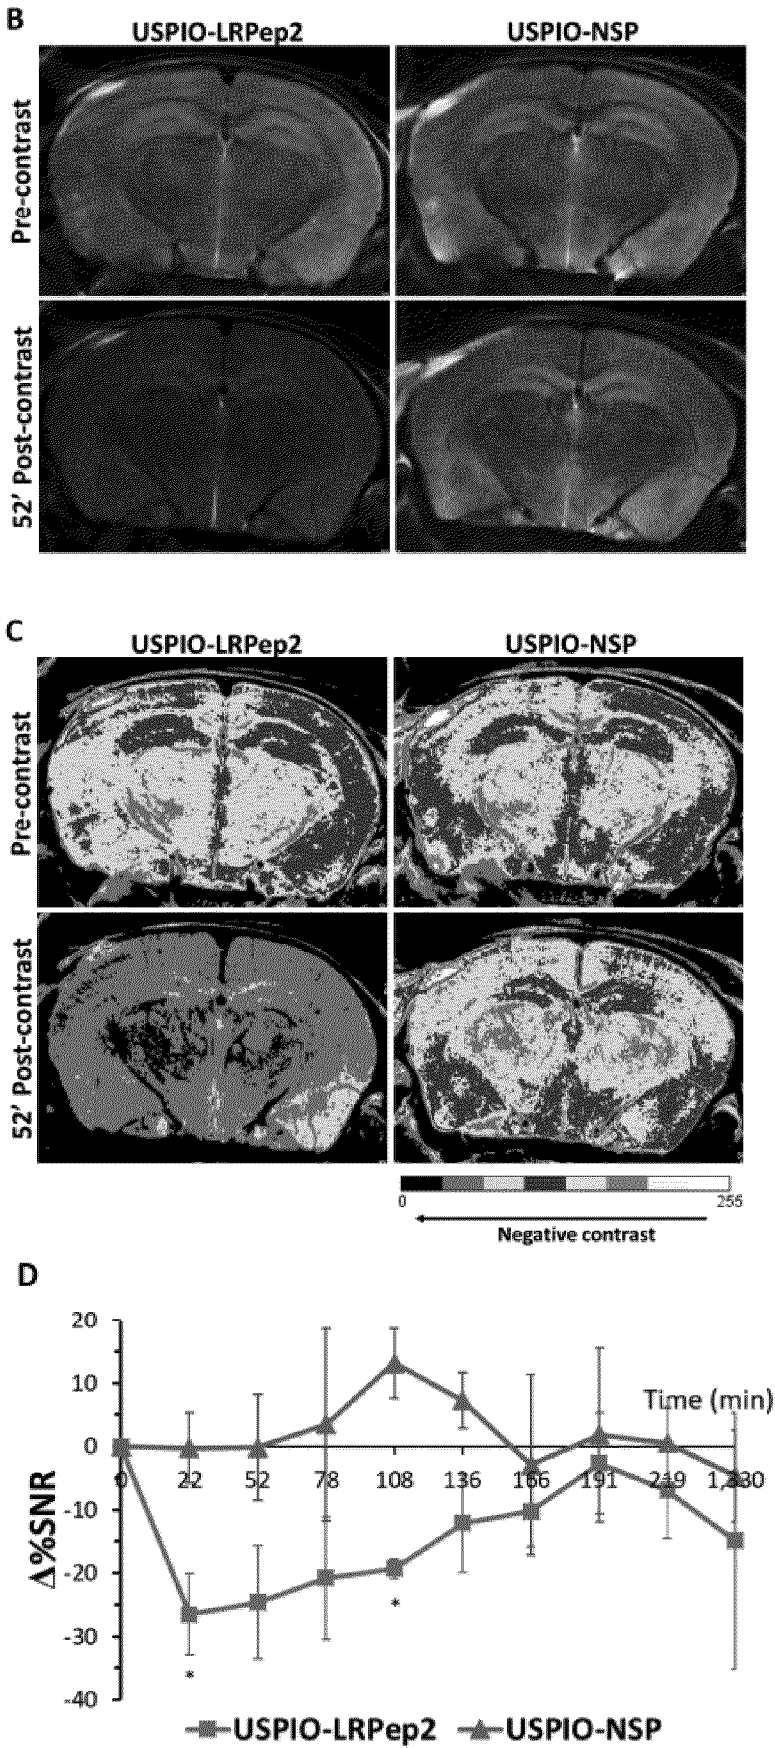 B
USPIO-LRPep2 USPIO-NSP
Pre-contrast
52’ Post-contrast
C
USPIO-LRPep2 USPIO-NSP
Pre-contrast
52’ Post-contrast
0 255
Negative contrast
D
20
10
0
-10
-20
-30
-40
Δ%SNR
Time (min)
0 22 52 78 108 136 166 191 219 1,330
*
*
USPIO-LRPep2 USPIO-NSP